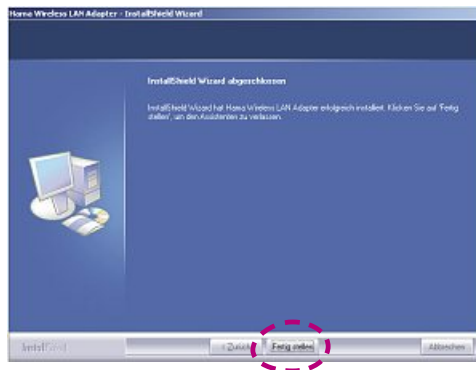 Hama Wireless LAN Adapter - InstallShield Wizard
InstallShield Wizard abgeschlossen
InstallShield Wizard hat Hama Wireless LAN Adapter erfolgreich installiert. Klicken Sie auf 'Fertig
stellen', um den Assistenten zu verlassen.
InstallShield
< Zurück
Fertig stellen
Abbrechen